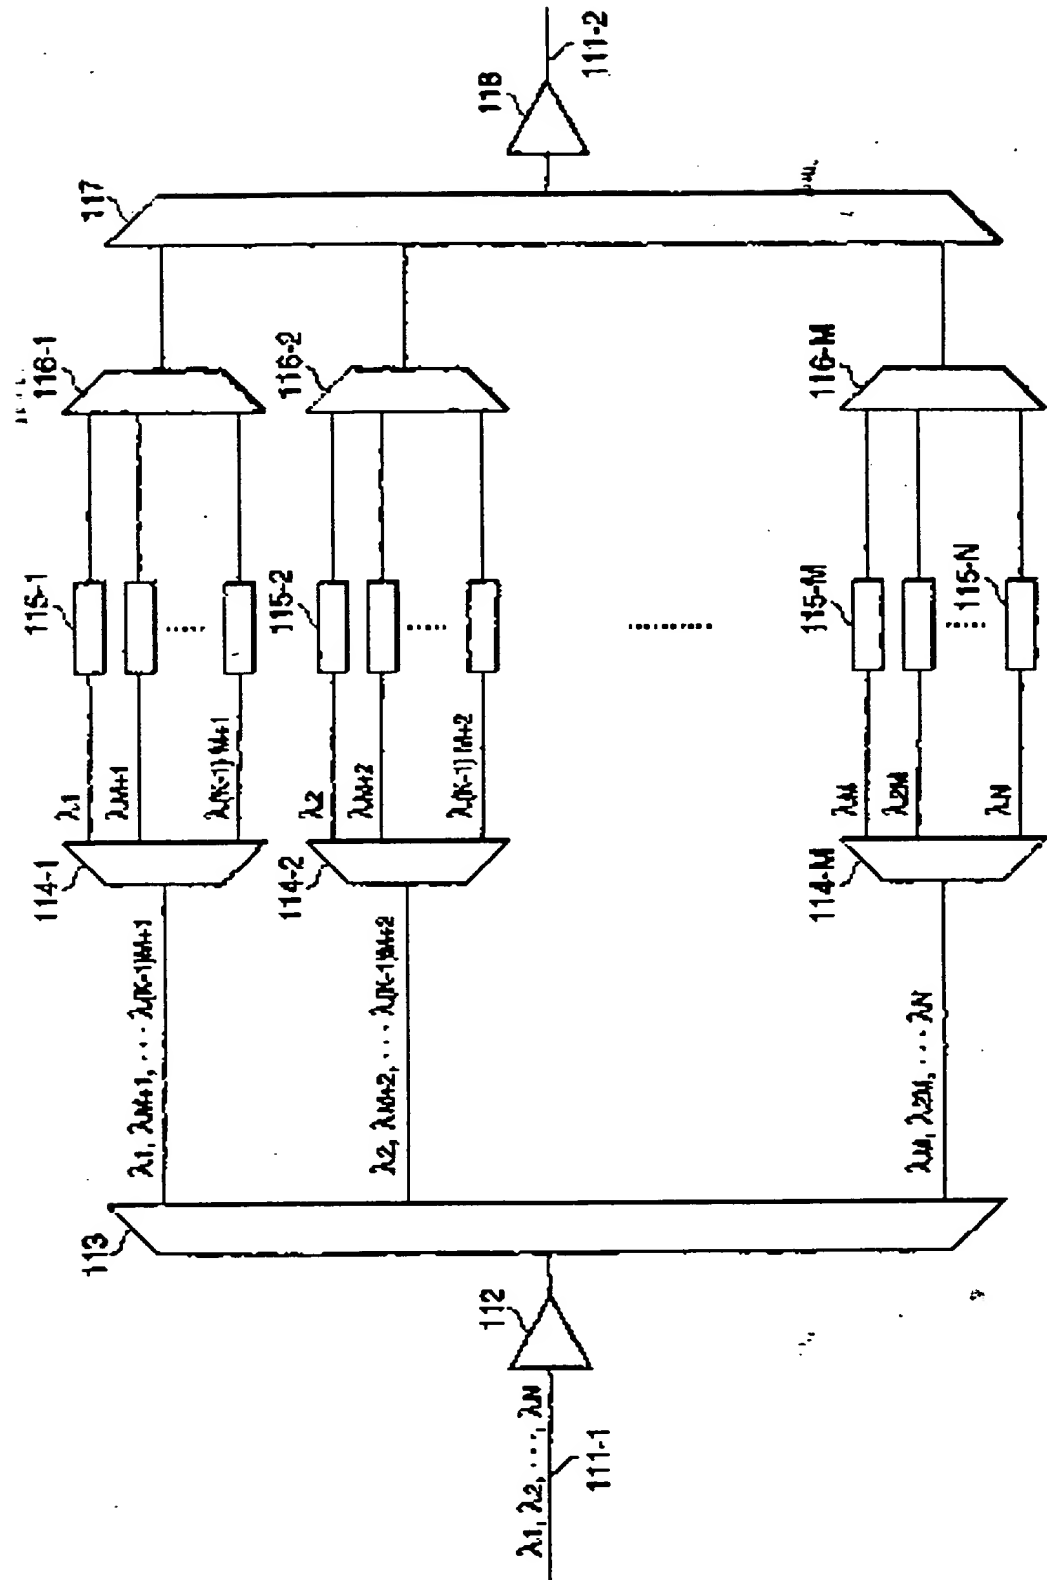 111-1
λ1, λ2, ···, λN
112
113
λ1, λM+1, ··· λ(K-1)M+1
λ2, λM+2, ··· λ(K-1)M+2
λM, λ2M, ··· λN
114-1
λ1
λM+1
λ(K-1)M+1
114-2
λ2
λM+2
λ(K-1)M+2
114-M
λM
λ2M
λN
115-1
115-2
115-M
115-N
116-1
116-2
116-M
117
118
111-2